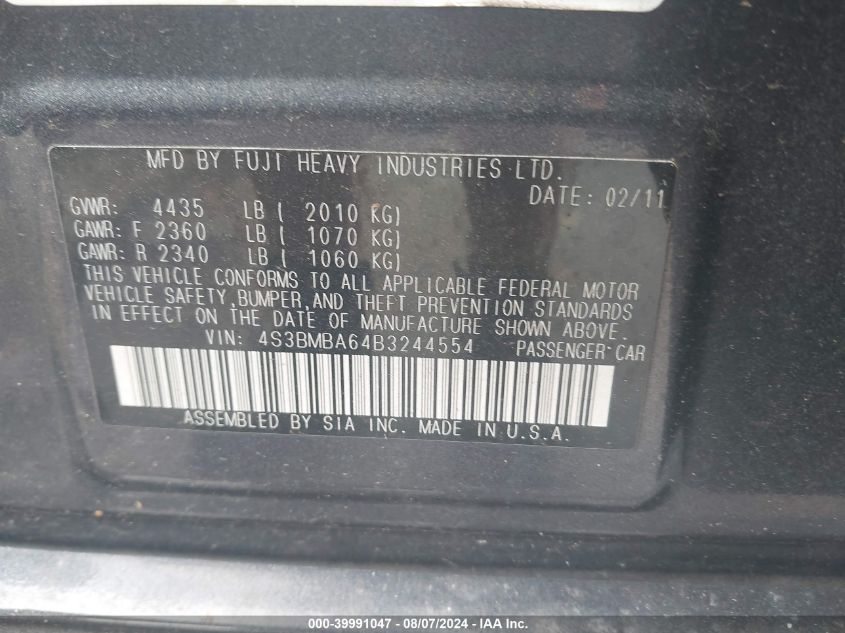 MFD BY FUJI HEAVY INDUSTRIES LTD.
DATE: 02/11
GVWR: 4435 LB ( 2010 KG)
GAWR: F 2360 LB ( 1070 KG)
GAWR: R 2340 LB ( 1060 KG)
THIS VEHICLE CONFORMS TO ALL APPLICABLE FEDERAL MOTOR
VEHICLE SAFETY, BUMPER, AND THEFT PREVENTION STANDARDS
IN EFFECT ON THE DATE OF MANUFACTURE SHOWN ABOVE.
VIN: 4S3BMBA64B3244554 PASSENGER CAR
ASSEMBLED BY SIA INC. MADE IN U.S.A.
000-39991047 - 08/07/2024 - IAA Inc.